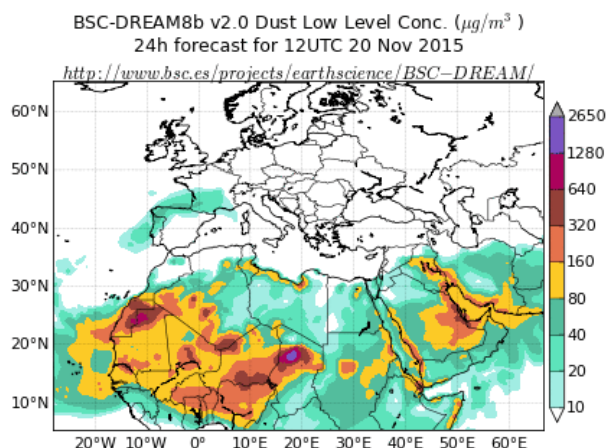 BSC-DREAM8b v2.0 Dust Low Level Conc. (μg/m³ )
24h forecast for 12UTC 20 Nov 2015
http://www.bsc.es/projects/earthscience/BSC−DREAM/
60°N
50°N
40°N
30°N
20°N
10°N
20°W 10°W 0° 10°E 20°E 30°E 40°E 50°E 60°E
2650
1280
640
320
160
80
40
20
10